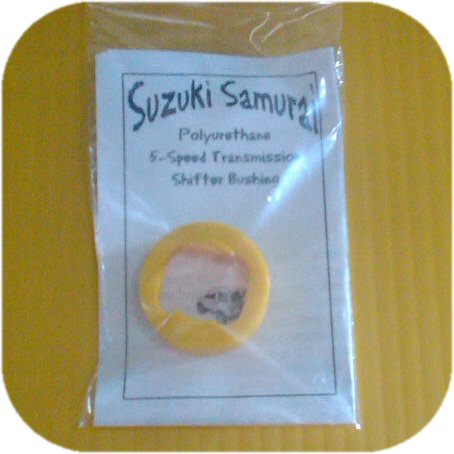 Suzuki Samurai
Polyurethane
5-Speed Transmission
Shifter Bushing